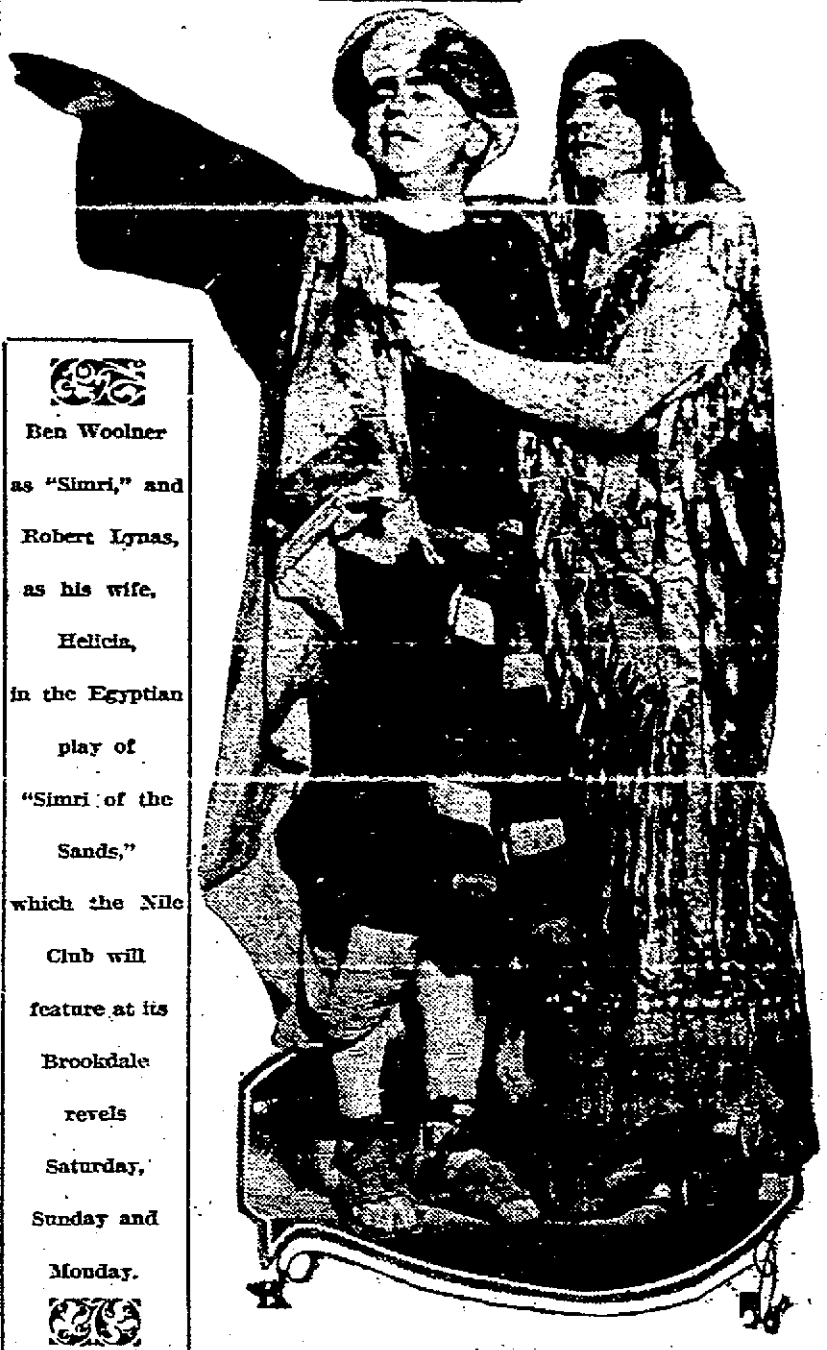 Ben Woolner
as "Simri," and
Robert Lynas,
as his wife,
Helicia,
in the Egyptian
play of
"Simri of the
Sands,"
which the Nile
Club will
feature at its
Brookdale
revels
Saturday,
Sunday and
Monday.